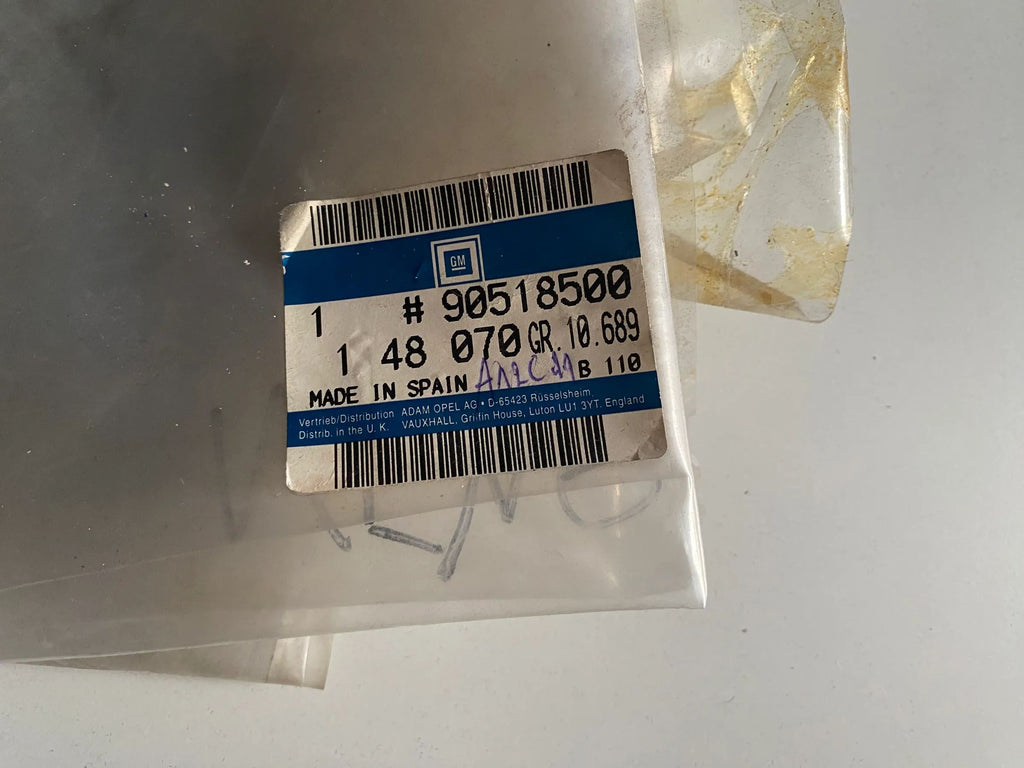 GM
1 # 90518500
1 48 070 GR. 10.689
MADE IN SPAIN B 110
Vertrieb/Distribution ADAM OPEL AG • D-65423 Rüsselsheim,
Distrib. in the U. K. VAUXHALL, Griffin House, Luton LU1 3YT, England